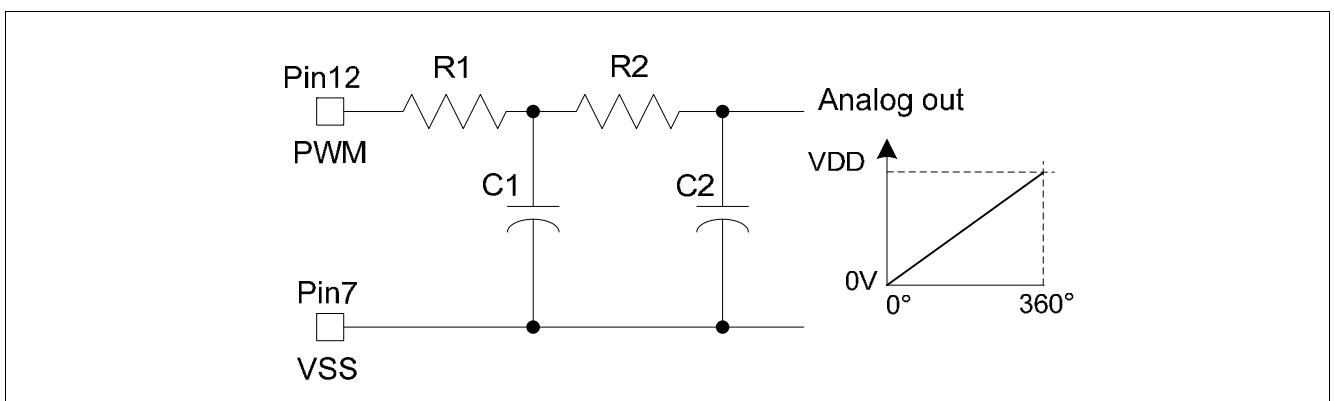 Pin12
R1
R2
Analog out
PWM
VDD
C1
C2
0V
0°
360°
Pin7
VSS